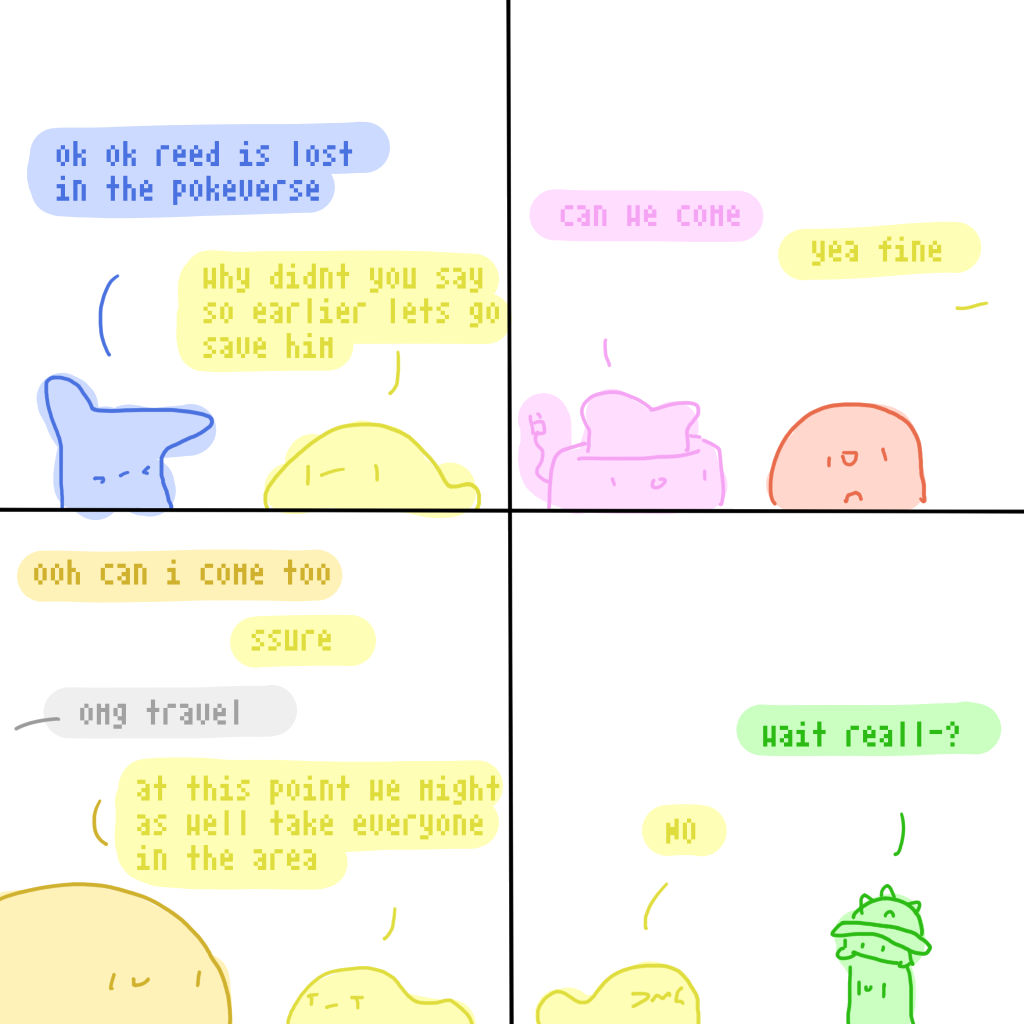 ok ok reed is lost
in the pokeverse
why didnt you say
so earlier lets go
save him
can we come
yea fine
ooh can i come too
ssure
omg travel
at this point we might
as well take everyone
in the area
wait reall-?
NO